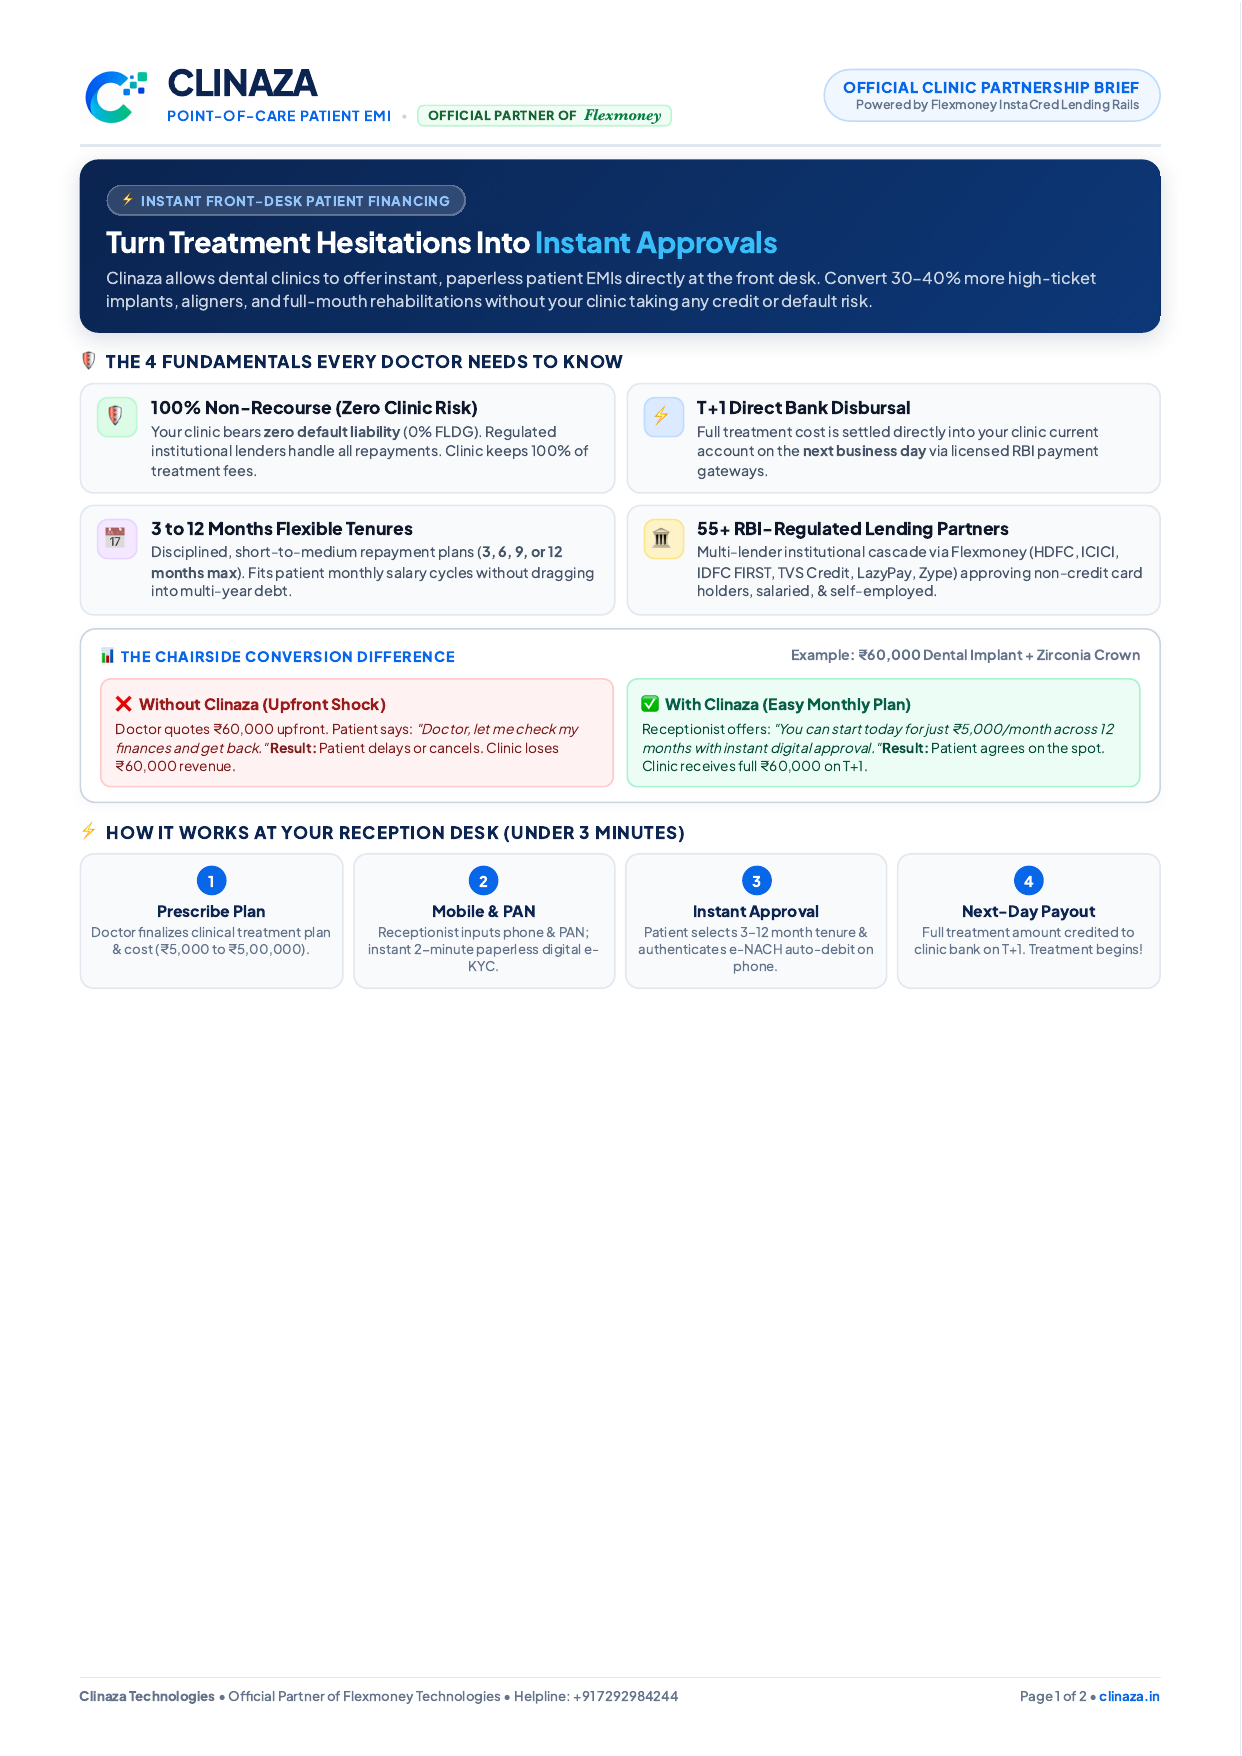 CLINAZA
POINT-OF-CARE PATIENT EMI • OFFICIAL PARTNER OF Flexmoney
OFFICIAL CLINIC PARTNERSHIP BRIEF
Powered by Flexmoney InstaCred Lending Rails
⚡ INSTANT FRONT-DESK PATIENT FINANCING
Turn Treatment Hesitations Into Instant Approvals
Clinaza allows dental clinics to offer instant, paperless patient EMIs directly at the front desk. Convert 30–40% more high-ticket
implants, aligners, and full-mouth rehabilitations without your clinic taking any credit or default risk.
THE 4 FUNDAMENTALS EVERY DOCTOR NEEDS TO KNOW
100% Non-Recourse (Zero Clinic Risk)
Your clinic bears zero default liability (0% FLDG). Regulated
institutional lenders handle all repayments. Clinic keeps 100% of
treatment fees.
T+1 Direct Bank Disbursal
Full treatment cost is settled directly into your clinic current
account on the next business day via licensed RBI payment
gateways.
17
3 to 12 Months Flexible Tenures
Disciplined, short-to-medium repayment plans (3, 6, 9, or 12
months max). Fits patient monthly salary cycles without dragging
into multi-year debt.
55+ RBI-Regulated Lending Partners
Multi-lender institutional cascade via Flexmoney (HDFC, ICICI,
IDFC FIRST, TVS Credit, LazyPay, Zype) approving non-credit card
holders, salaried, & self-employed.
THE CHAIRSIDE CONVERSION DIFFERENCE
Example: ₹60,000 Dental Implant + Zirconia Crown
❌ Without Clinaza (Upfront Shock)
Doctor quotes ₹60,000 upfront. Patient says: "Doctor, let me check my
finances and get back." Result: Patient delays or cancels. Clinic loses
₹60,000 revenue.
✅ With Clinaza (Easy Monthly Plan)
Receptionist offers: "You can start today for just ₹5,000/month across 12
months with instant digital approval." Result: Patient agrees on the spot.
Clinic receives full ₹60,000 on T+1.
⚡ HOW IT WORKS AT YOUR RECEPTION DESK (UNDER 3 MINUTES)
1
Prescribe Plan
Doctor finalizes clinical treatment plan
& cost (₹5,000 to ₹5,00,000).
2
Mobile & PAN
Receptionist inputs phone & PAN;
instant 2-minute paperless digital e-
KYC.
3
Instant Approval
Patient selects 3–12 month tenure &
authenticates e-NACH auto-debit on
phone.
4
Next-Day Payout
Full treatment amount credited to
clinic bank on T+1. Treatment begins!
Clinaza Technologies • Official Partner of Flexmoney Technologies • Helpline: +917292984244
Page 1 of 2 • clinaza.in